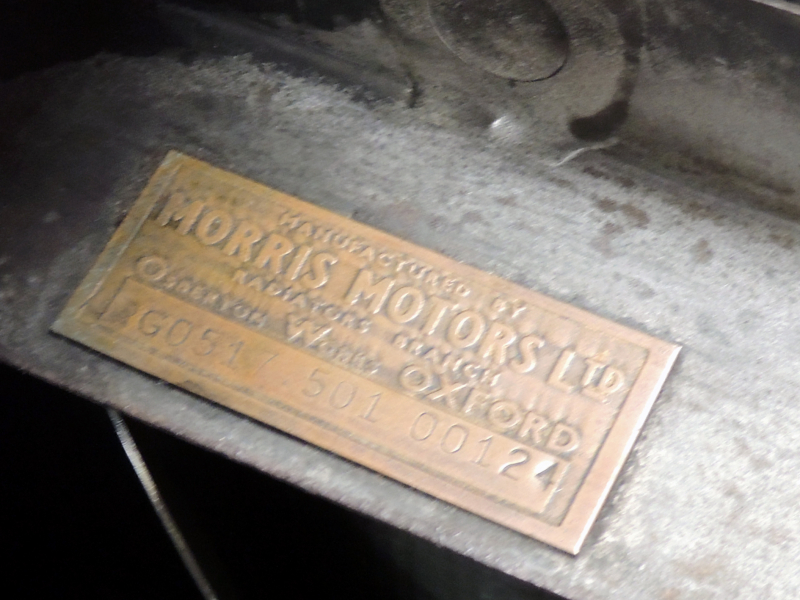 MANUFACTURED BY
MORRIS MOTORS LTD
RADIATORS BRANCH
OSBERTON WORKS OXFORD
G0517 501 00124